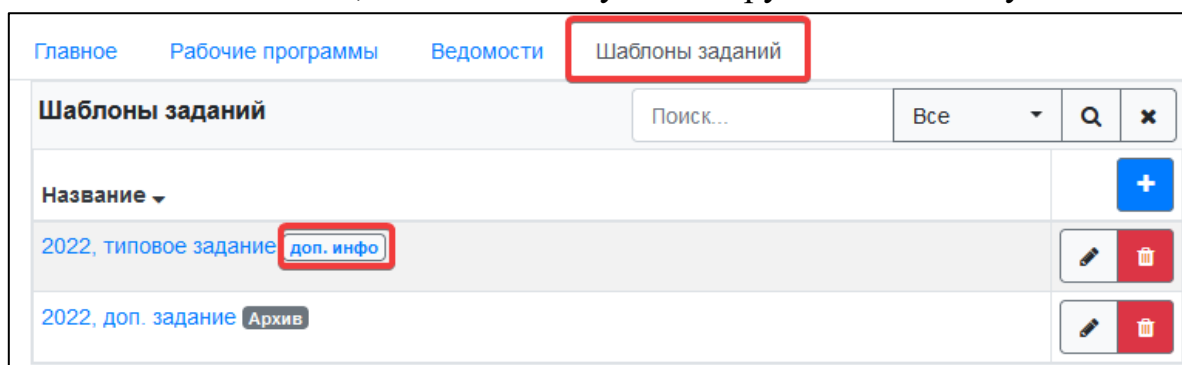 Главное Рабочие программы Ведомости Шаблоны заданий
Шаблоны заданий Поиск... Все
Название
2022, типовое задание доп. инфо
2022, доп. задание Архив